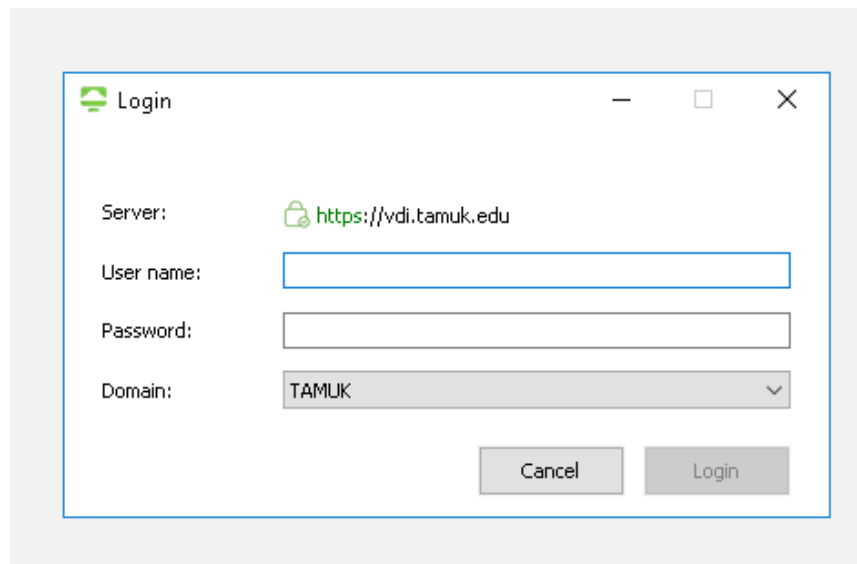 Login
Server: https://vdi.tamuk.edu
User name:
Password:
Domain: TAMUK
Cancel Login